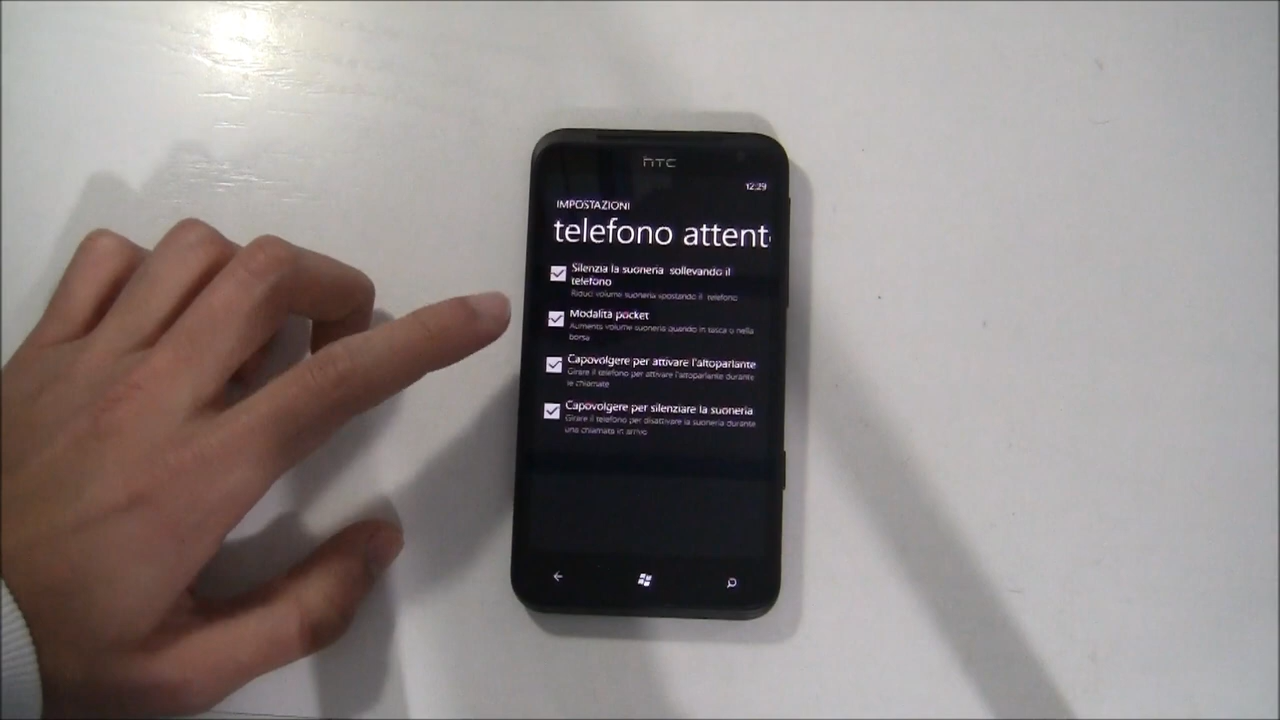 hTC
12:29
IMPOSTAZIONI
telefono attent
Silenzia la suoneria sollevando il
telefono
Riduci volume suoneria spostando il telefono
Modalità pocket
Aumenta volume suoneria quando in tasca o nella
borsa
Capovolgere per attivare l'altoparlante
Girare il telefono per attivare l'altoparlante durante
le chiamate
Capovolgere per silenziare la suoneria
Girare il telefono per disattivare la suoneria durante
una chiamata in arrivo